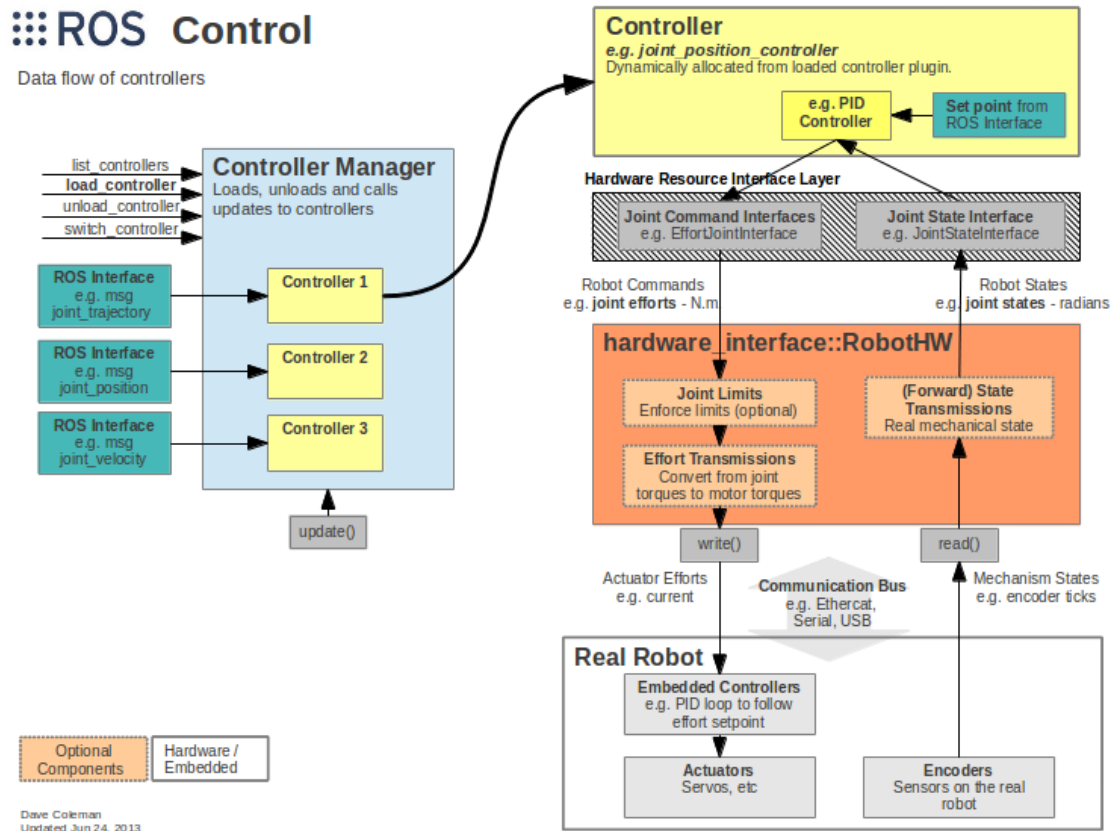 ROS Control
Data flow of controllers
list_controllers
load_controller
unload_controller
switch_controller
Controller Manager
Loads, unloads and calls
updates to controllers
ROS Interface
e.g. msg
joint_trajectory
Controller 1
ROS Interface
e.g. msg
joint_position
Controller 2
ROS Interface
e.g. msg
joint_velocity
Controller 3
update()
Controller
e.g. joint_position_controller
Dynamically allocated from loaded controller plugin.
e.g. PID
Controller
Set point from
ROS Interface
Hardware Resource Interface Layer
Joint Command Interfaces
e.g. EffortJointInterface
Joint State Interface
e.g. JointStateInterface
Robot Commands
e.g. joint efforts - N.m
Robot States
e.g. joint states - radians
hardware_interface::RobotHW
Joint Limits
Enforce limits (optional)
(Forward) State
Transmissions
Real mechanical state
Effort Transmissions
Convert from joint
torques to motor torques
write()
read()
Actuator Efforts
e.g. current
Communication Bus
e.g. Ethercat,
Serial, USB
Mechanism States
e.g. encoder ticks
Real Robot
Embedded Controllers
e.g. PID loop to follow
effort setpoint
Actuators
Servos, etc
Encoders
Sensors on the real
robot
Optional
Components
Hardware /
Embedded
Dave Coleman
Updated Jun 24, 2013